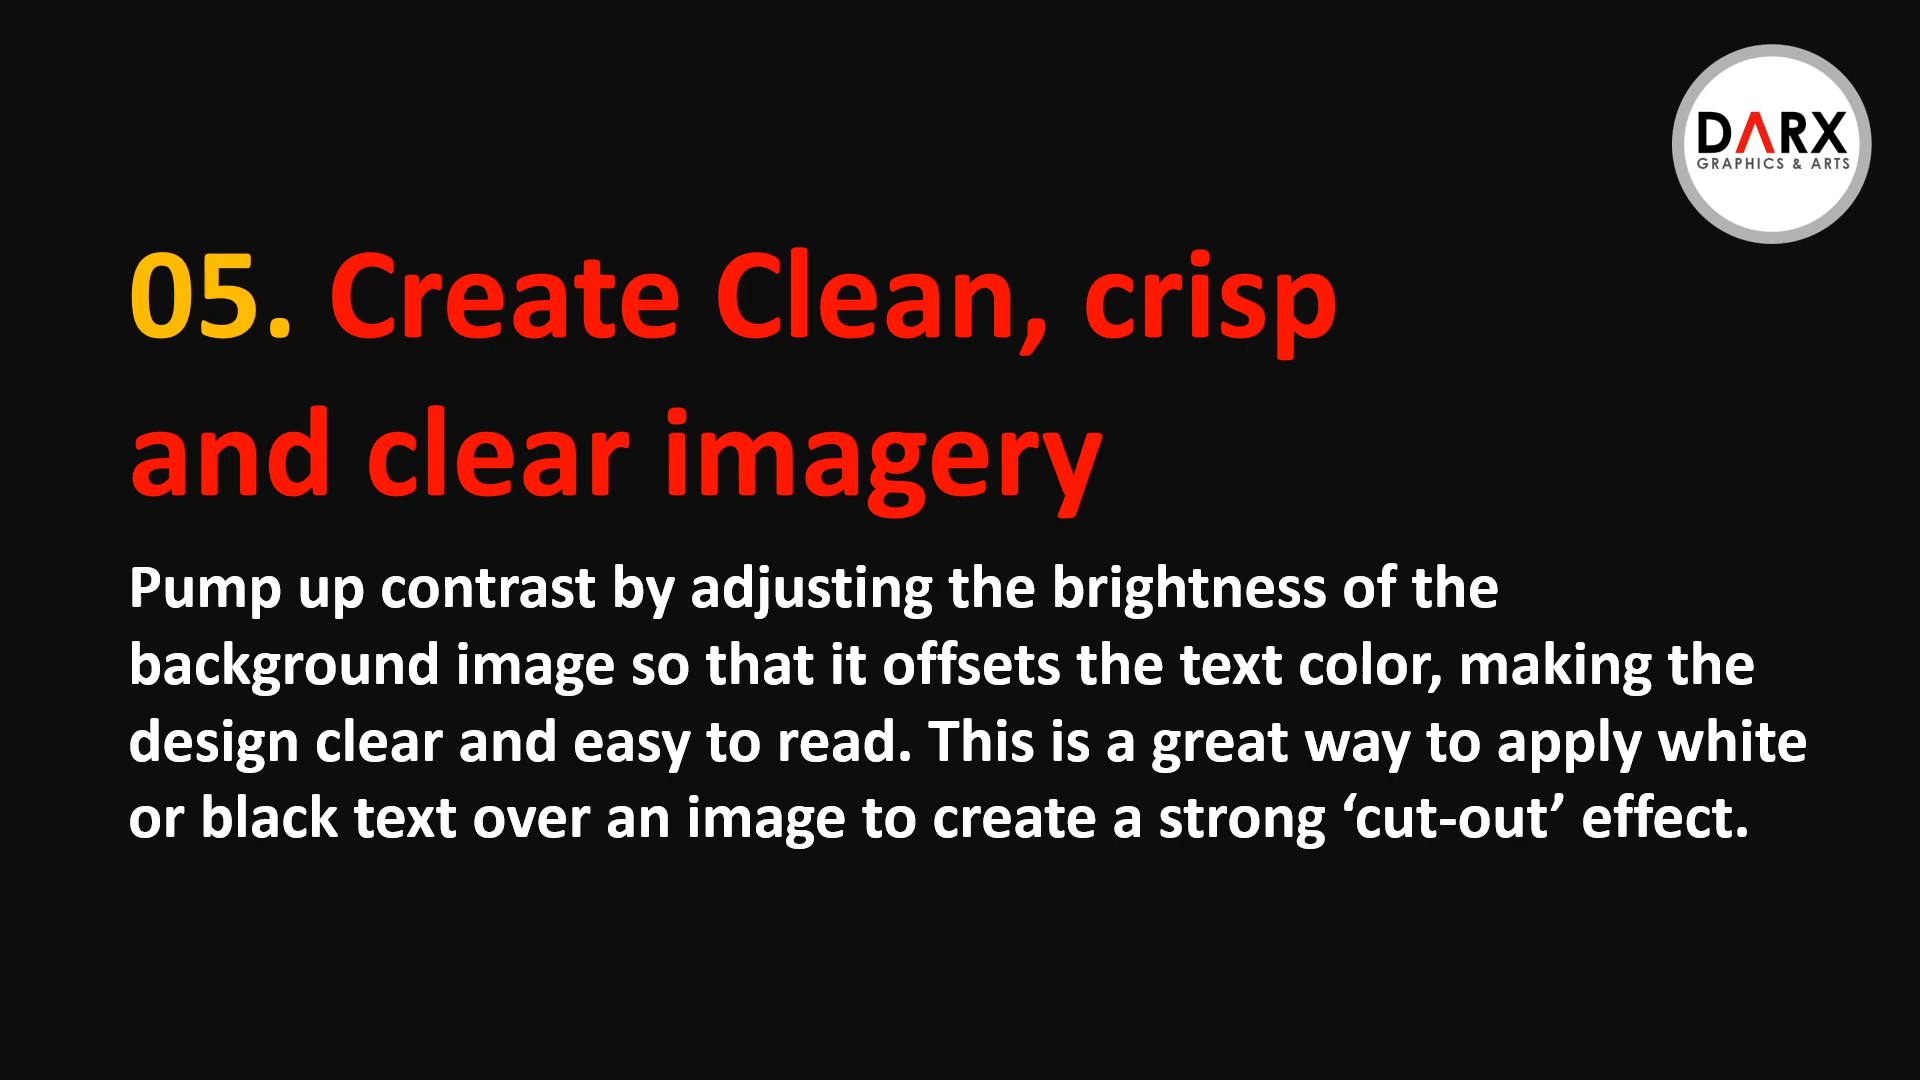 DARX
GRAPHICS & ARTS
05. Create Clean, crisp
and clear imagery
Pump up contrast by adjusting the brightness of the
background image so that it offsets the text color, making the
design clear and easy to read. This is a great way to apply white
or black text over an image to create a strong ‘cut-out’ effect.